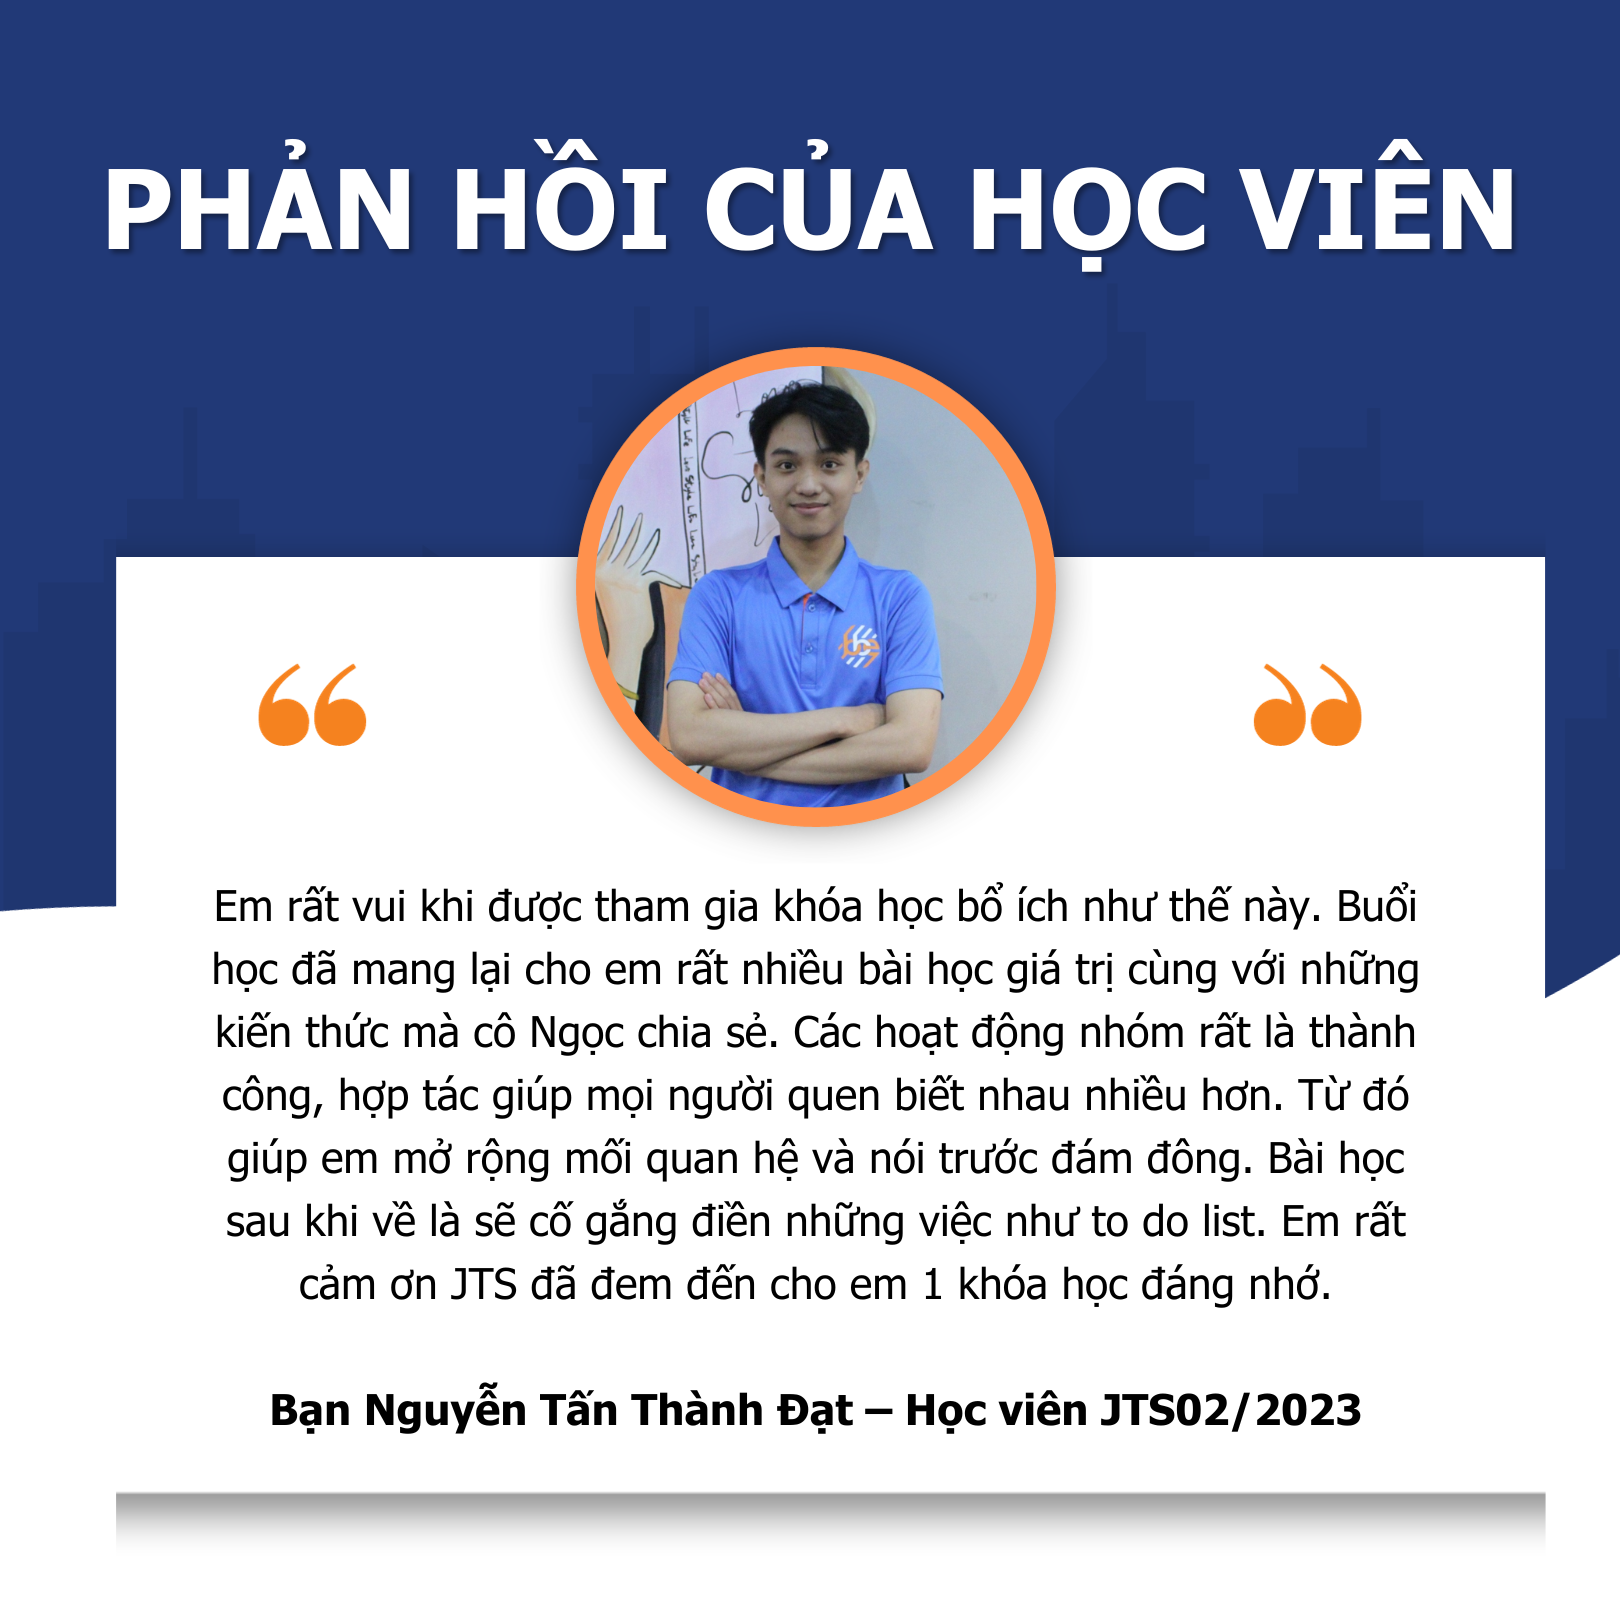 PHẢN HỒI CỦA HỌC VIÊN
Em rất vui khi được tham gia khóa học bổ ích như thế này. Buổi
học đã mang lại cho em rất nhiều bài học giá trị cùng với những
kiến thức mà cô Ngọc chia sẻ. Các hoạt động nhóm rất là thành
công, hợp tác giúp mọi người quen biết nhau nhiều hơn. Từ đó
giúp em mở rộng mối quan hệ và nói trước đám đông. Bài học
sau khi về là sẽ cố gắng điền những việc như to do list. Em rất
cảm ơn JTS đã đem đến cho em 1 khóa học đáng nhớ.
Bạn Nguyễn Tấn Thành Đạt – Học viên JTS02/2023